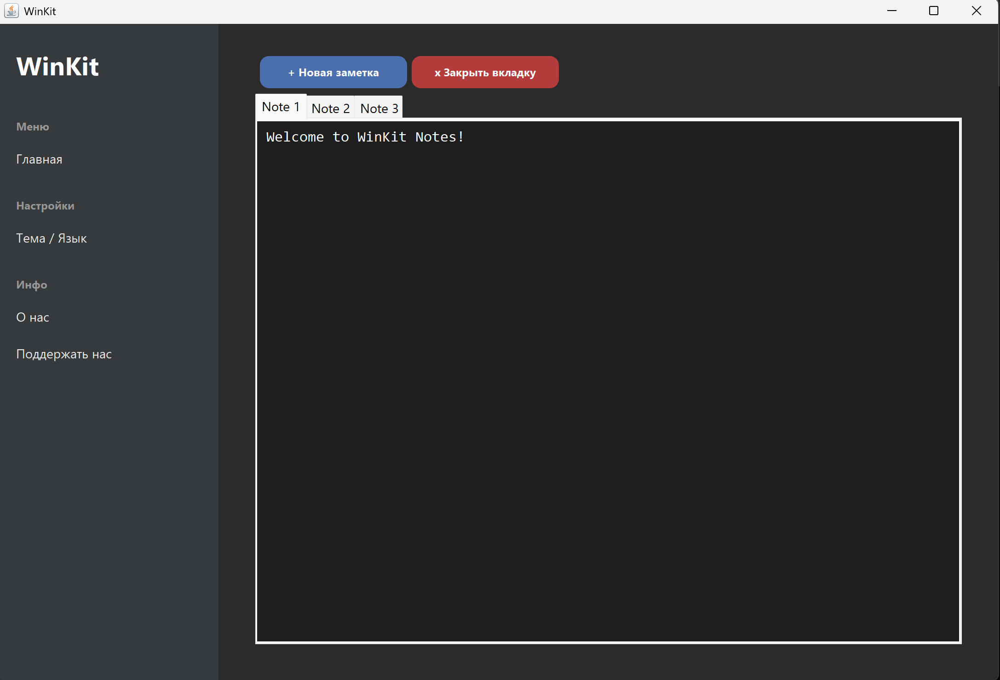 WinKit
WinKit
Меню
Главная
Настройки
Тема / Язык
Инфо
О нас
Поддержать нас
+ Новая заметка
x Закрыть вкладку
Note 1
Note 2
Note 3
Welcome to WinKit Notes!